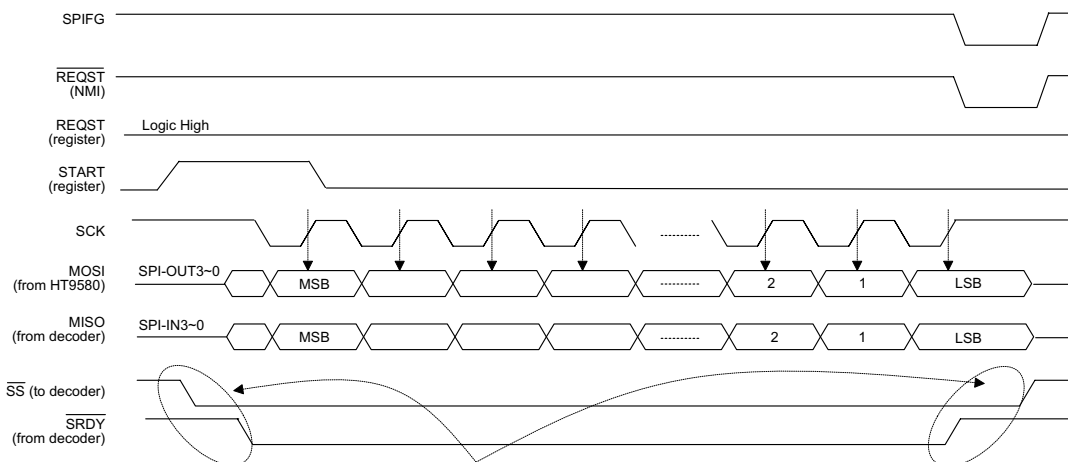 SPIFG
REQST
(NMI)
REQST
(register)
Logic High
START
(register)
SCK
MOSI
(from HT9580)
SPI-OUT3~0
MSB
2
1
LSB
MISO
(from decoder)
SPI-IN3~0
MSB
2
1
LSB
SS (to decoder)
SRDY
(from decoder)